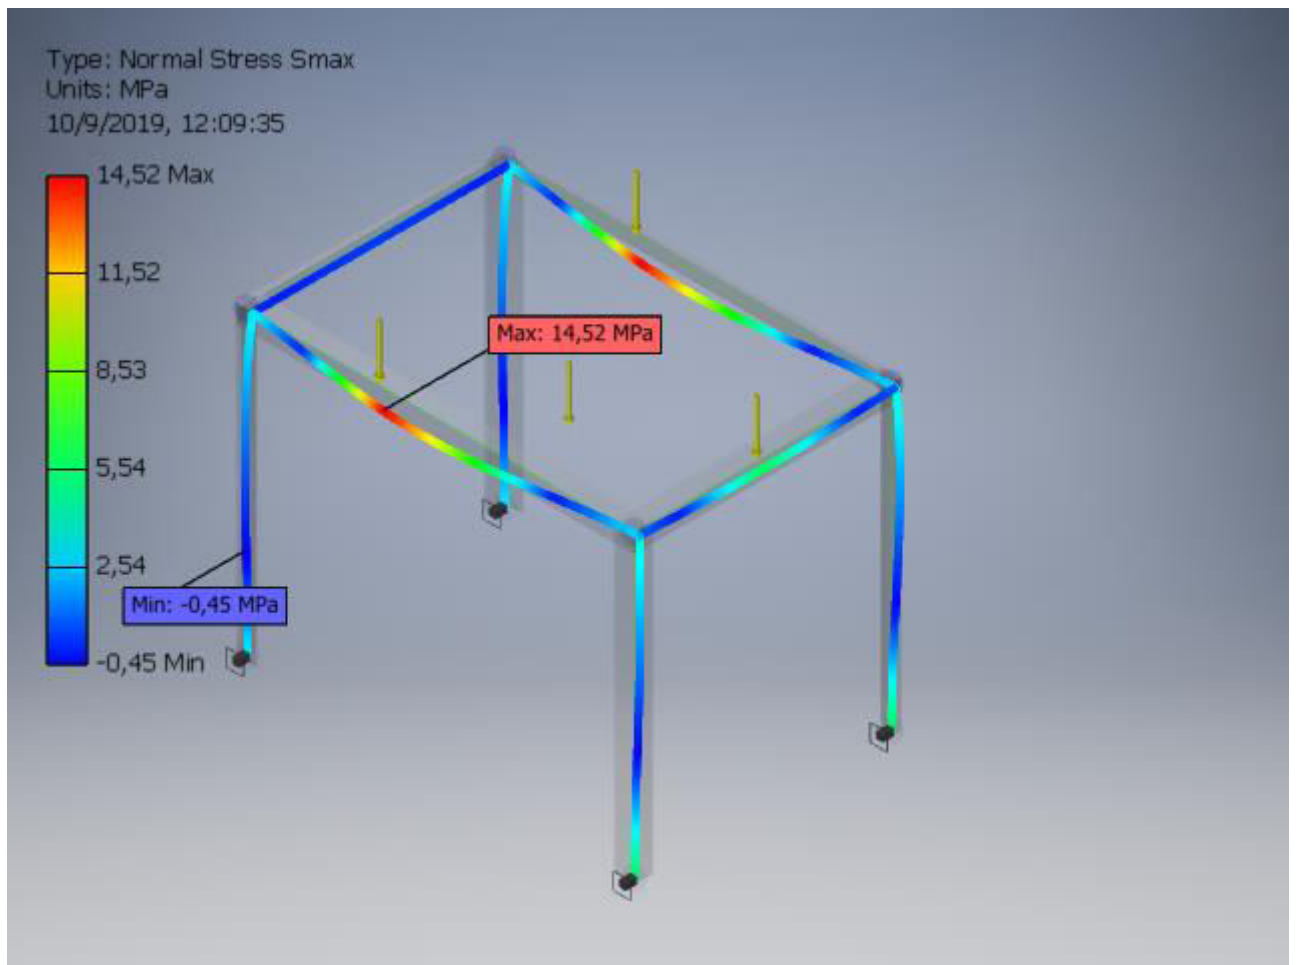 Type: Normal Stress Smax
Units: MPa
10/9/2019, 12:09:35
14,52 Max
11,52
8,53
5,54
2,54
-0,45 Min
Max: 14,52 MPa
Min: -0,45 MPa